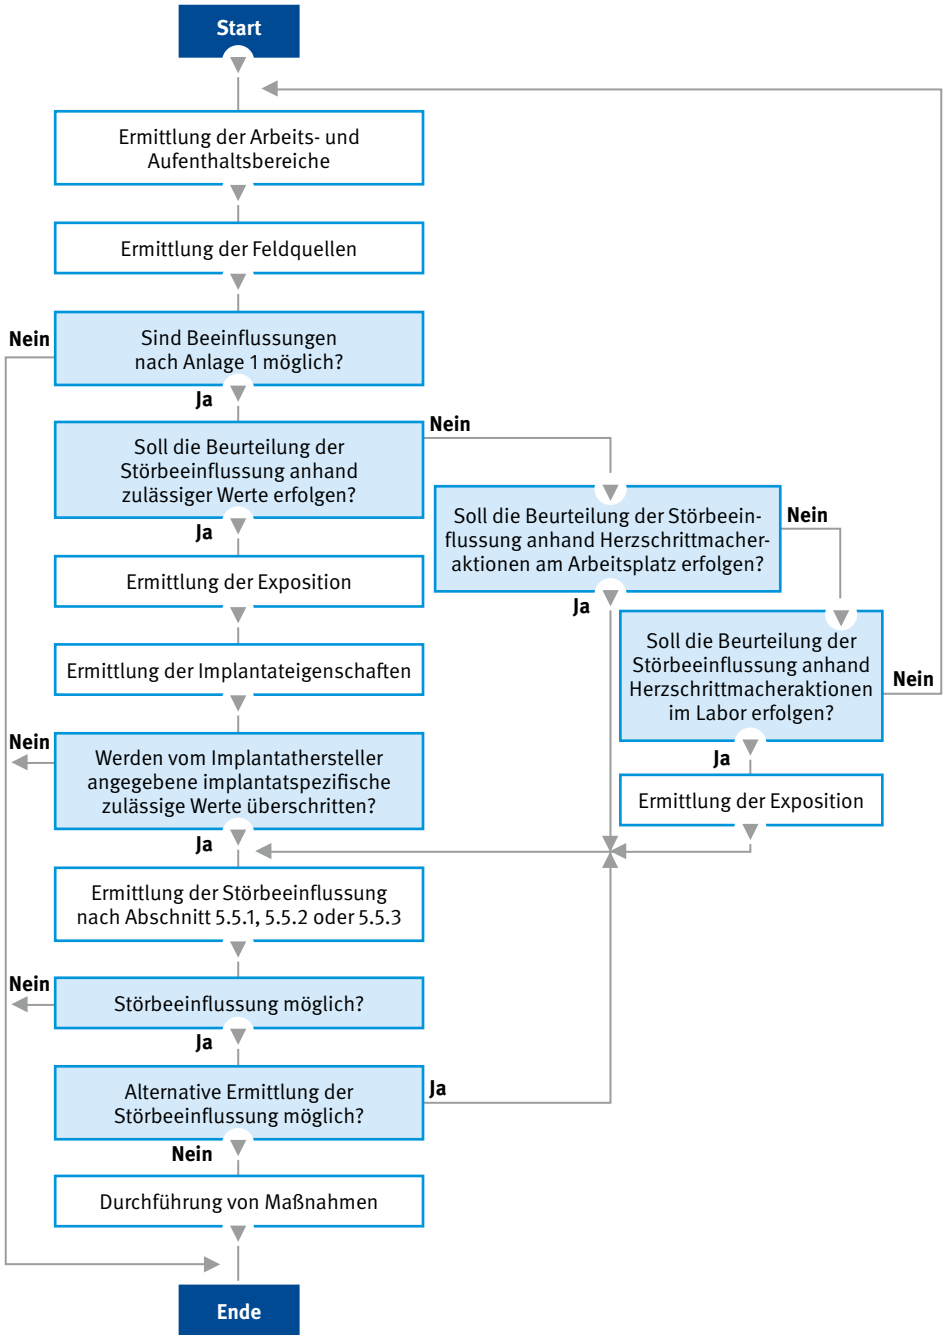 Start
Ermittlung der Arbeits- und
Aufenthaltsbereiche
Ermittlung der Feldquellen
Nein
Sind Beeinflussungen
nach Anlage 1 möglich?
Ja
Soll die Beurteilung der
Störbeeinflussung anhand
zulässiger Werte erfolgen?
Nein
Ja
Soll die Beurteilung der Störbeein-
flussung anhand Herzschrittmacher-
aktionen am Arbeitsplatz erfolgen?
Nein
Ja
Ermittlung der Exposition
Ermittlung der Implantateigenschaften
Soll die Beurteilung der
Störbeeinflussung anhand
Herzschrittmacheraktionen
im Labor erfolgen?
Nein
Ja
Ermittlung der Exposition
Nein
Werden vom Implantathersteller
angegebene implantatspezifische
zulässige Werte überschritten?
Ja
Ermittlung der Störbeeinflussung
nach Abschnitt 5.5.1, 5.5.2 oder 5.5.3
Nein
Störbeeinflussung möglich?
Ja
Alternative Ermittlung der
Störbeeinflussung möglich?
Ja
Nein
Durchführung von Maßnahmen
Ende